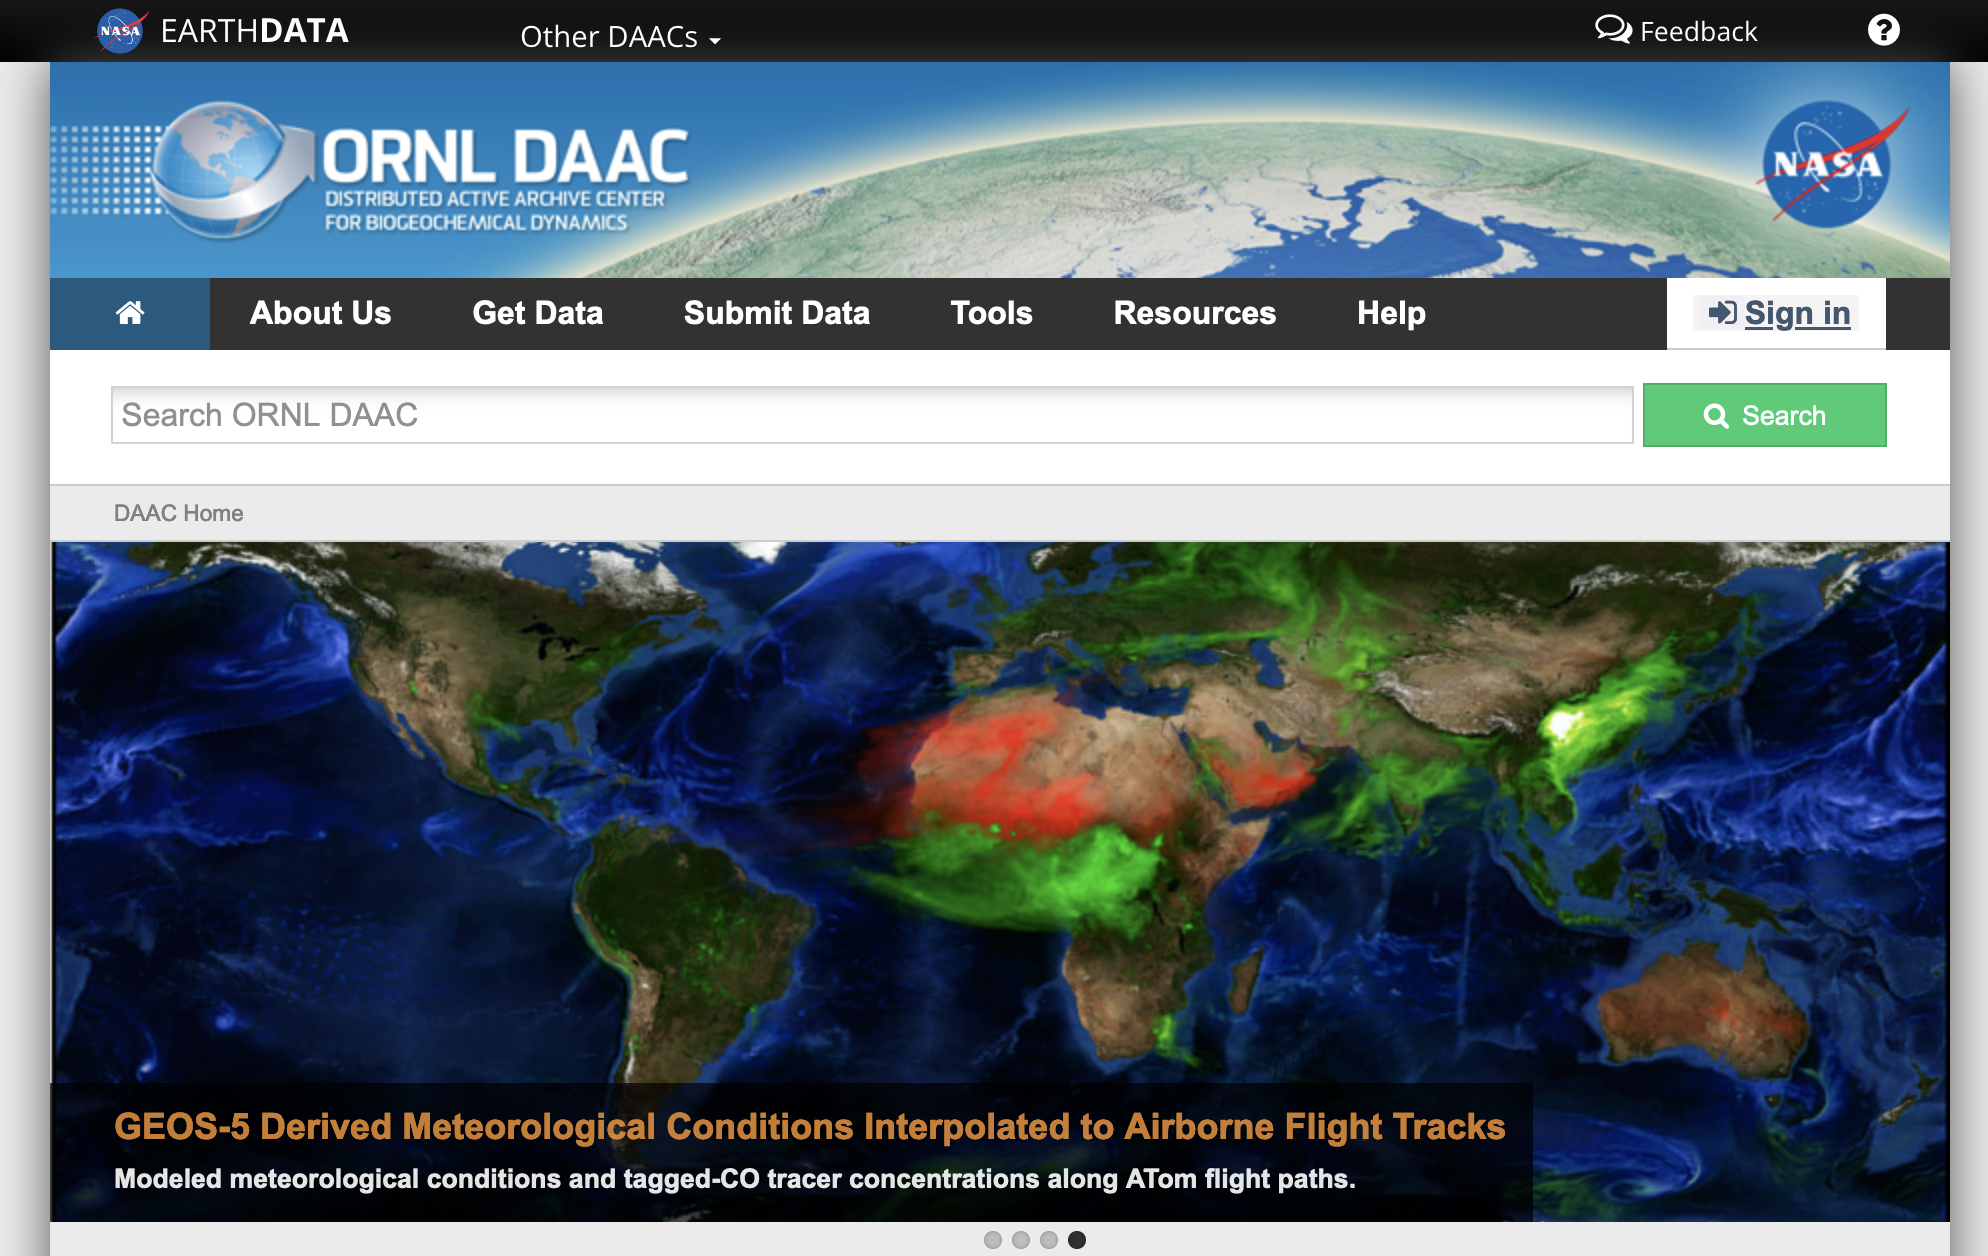 NASA EARTHDATA Other DAACs Feedback ?
ORNL DAAC
DISTRIBUTED ACTIVE ARCHIVE CENTER
FOR BIOGEOCHEMICAL DYNAMICS
NASA
About Us Get Data Submit Data Tools Resources Help Sign in
Search ORNL DAAC Search
DAAC Home
GEOS-5 Derived Meteorological Conditions Interpolated to Airborne Flight Tracks
Modeled meteorological conditions and tagged-CO tracer concentrations along ATom flight paths.